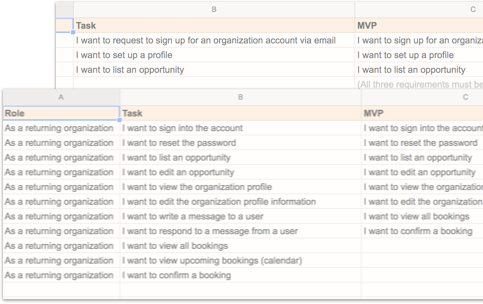 B C
Task MVP
I want to request to sign up for an organization account via email I want to sign up for an organiza
I want to set up a profile I want to set up a profile
I want to list an opportunity I want to list an opportunity
(All three requirements must be
A B C
Role Task MVP
As a returning organization I want to sign into the account I want to sign into the account
As a returning organization I want to reset the password I want to reset the password
As a returning organization I want to list an opportunity I want to list an opportunity
As a returning organization I want to edit an opportunity I want to edit an opportunity
As a returning organization I want to view the organization profile I want to view the organization
As a returning organization I want to edit the organization profile information I want to edit the organization
As a returning organization I want to write a message to a user I want to view all bookings
As a returning organization I want to respond to a message from a user I want to confirm a booking
As a returning organization I want to view all bookings
As a returning organization I want to view upcoming bookings (calendar)
As a returning organization I want to confirm a booking